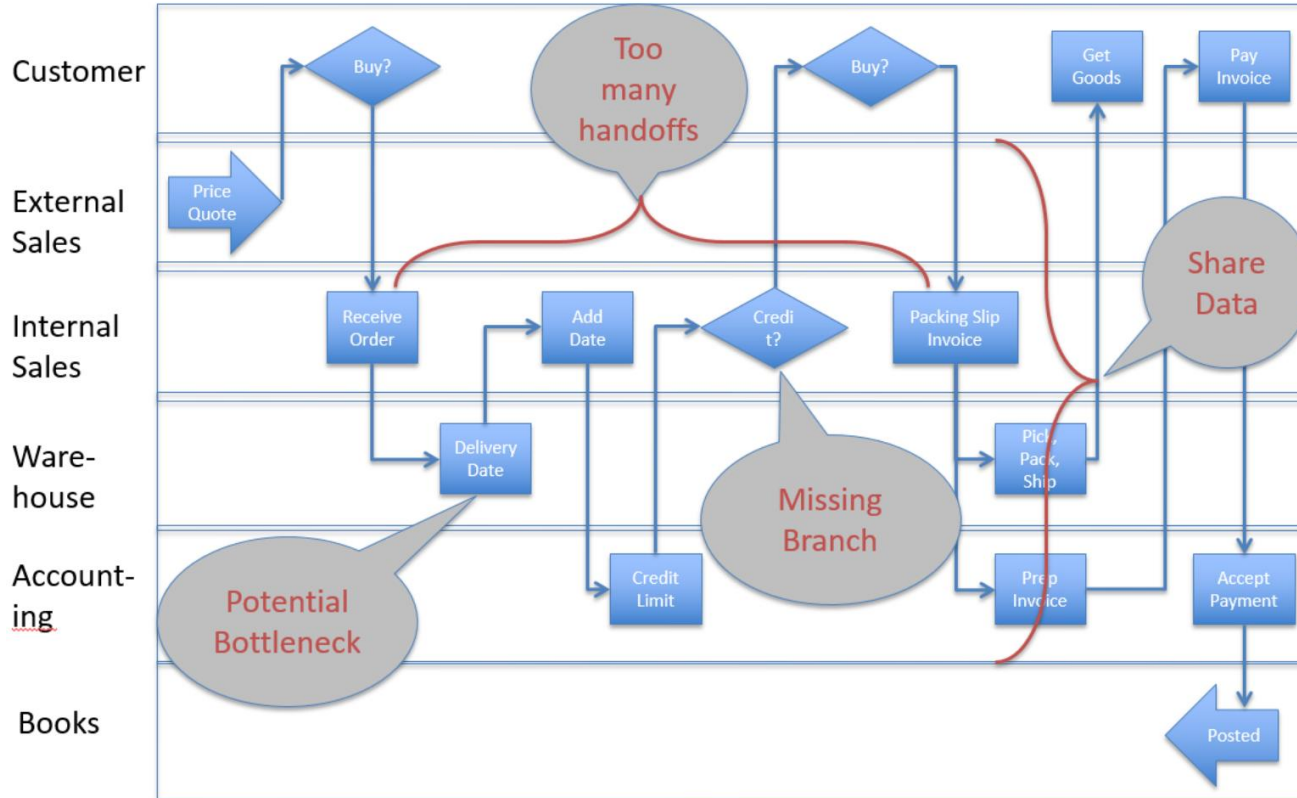 Customer
External
Sales
Internal
Sales
Ware-
house
Account-
ing
Books
Price
Quote
Buy?
Receive
Order
Delivery
Date
Add
Date
Credit
Limit
Credi
t?
Buy?
Packing Slip
Invoice
Pick,
Pack,
Ship
Prep
Invoice
Get
Goods
Pay
Invoice
Accept
Payment
Posted
Too
many
handoffs
Share
Data
Missing
Branch
Potential
Bottleneck